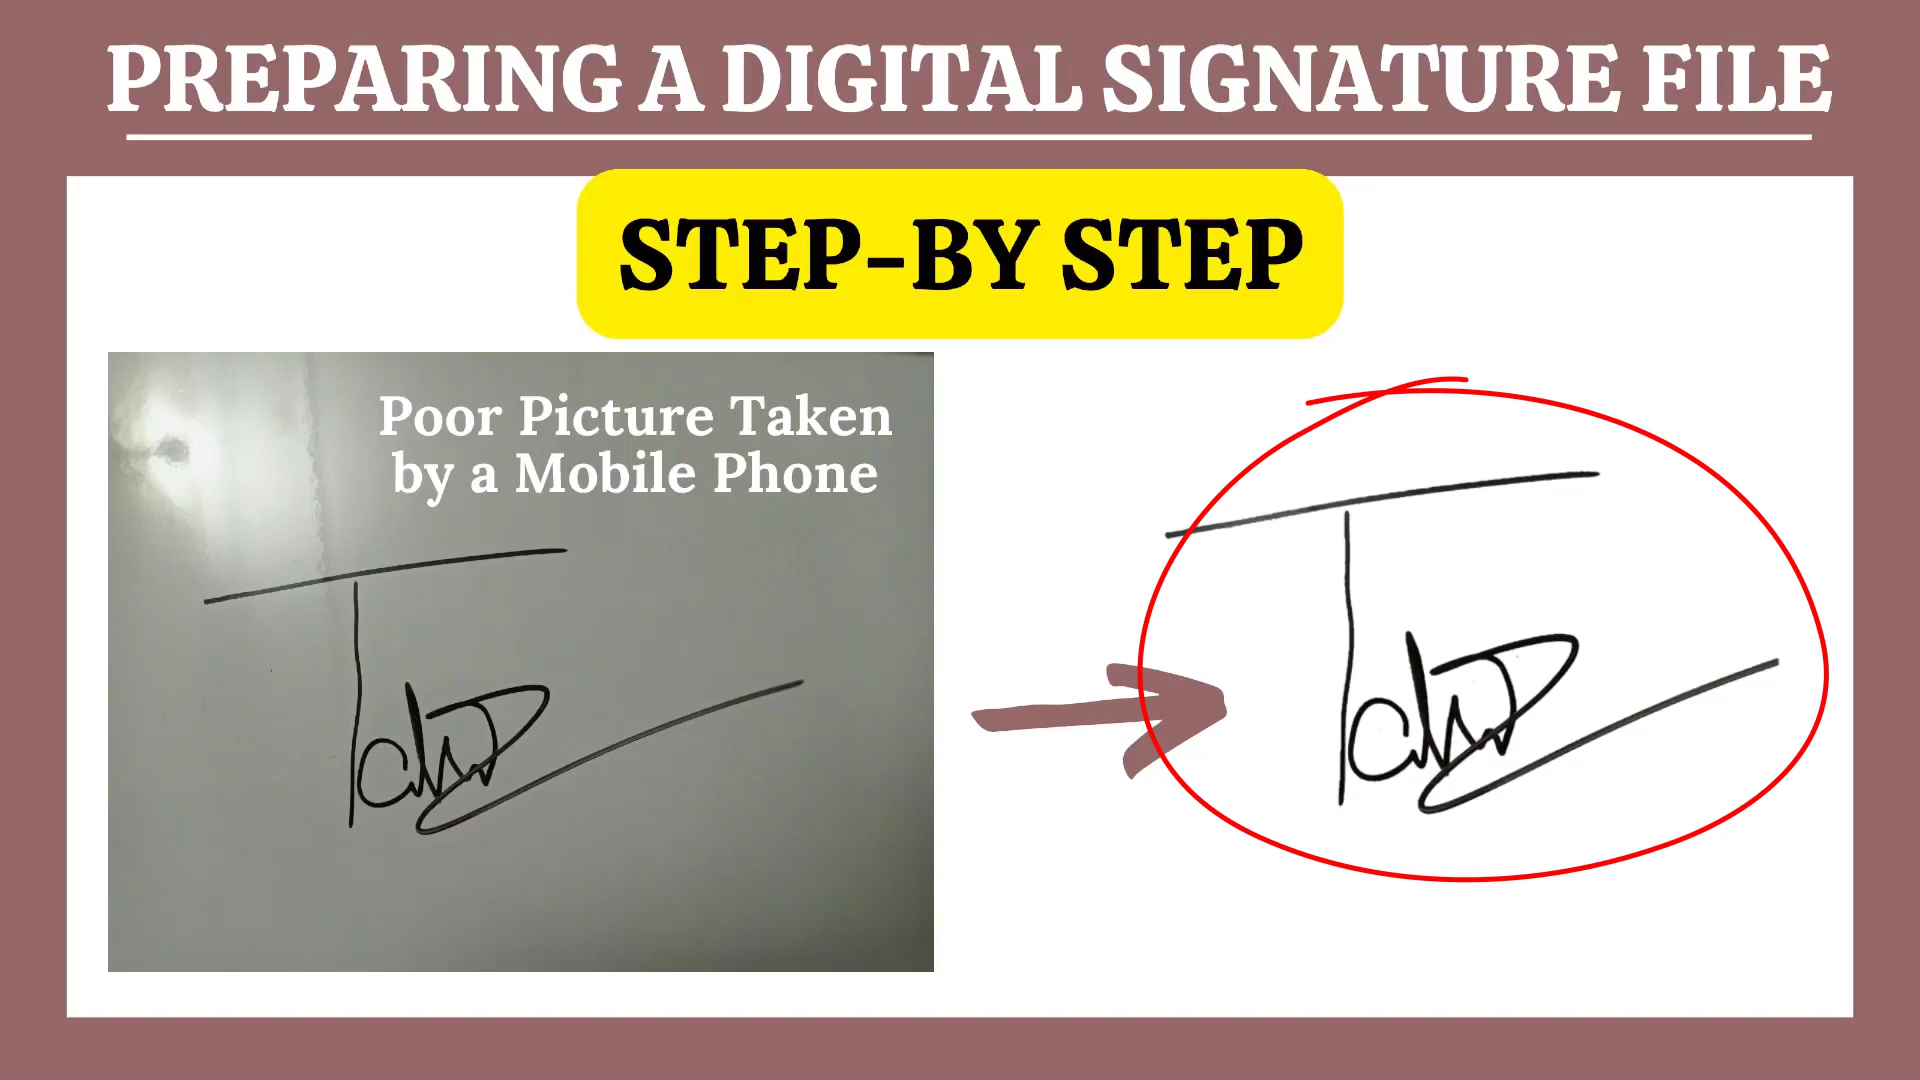 PREPARING A DIGITAL SIGNATURE FILE
STEP-BY STEP
Poor Picture Taken
by a Mobile Phone